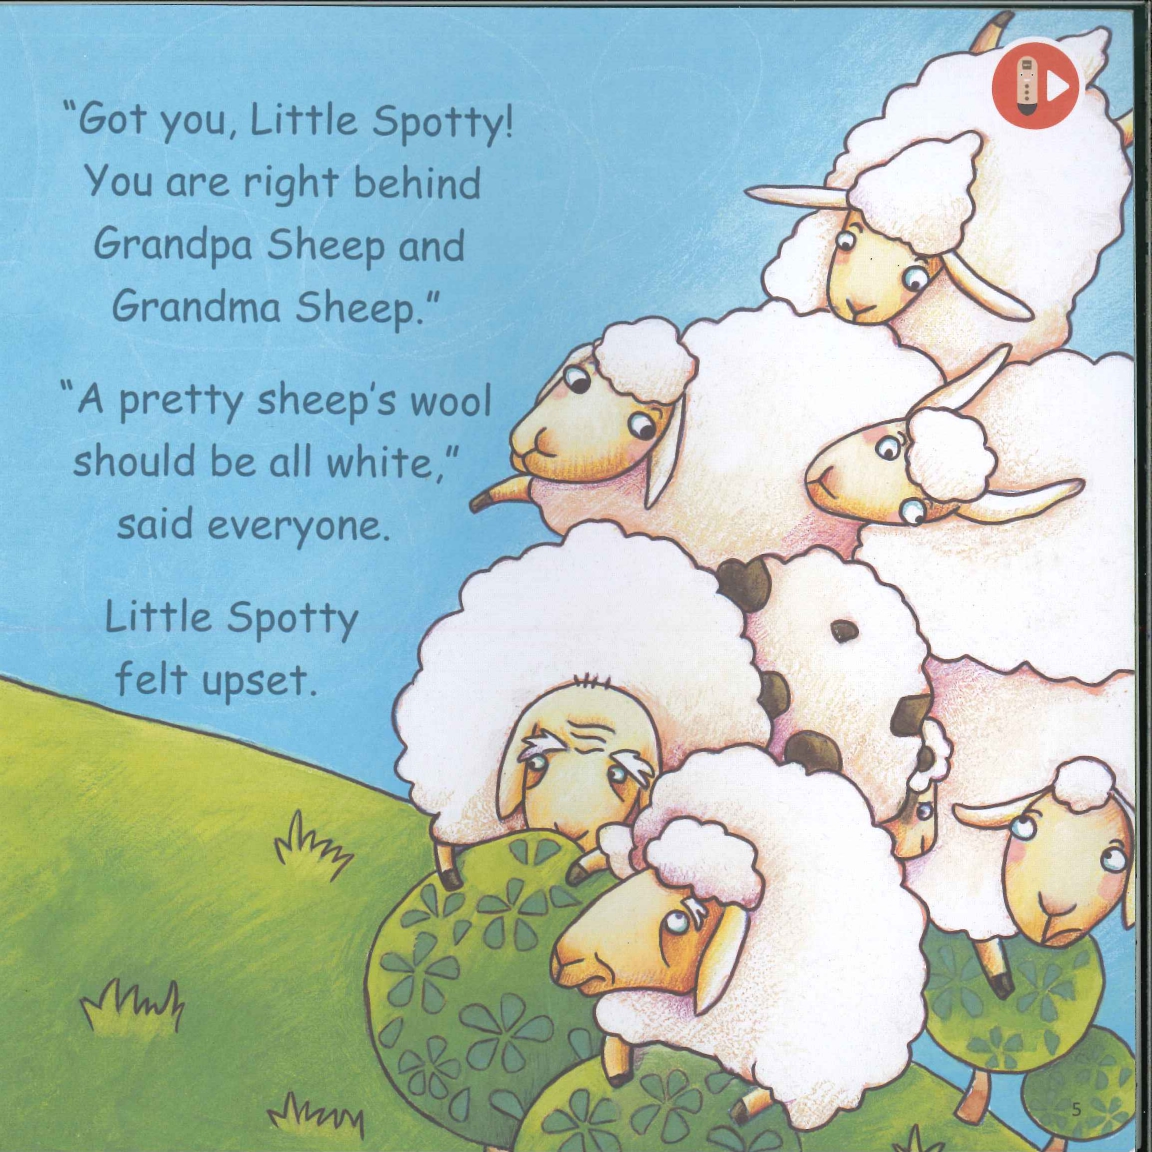 “Got you, Little Spotty!
You are right behind
Grandpa Sheep and
Grandma Sheep.”
“A pretty sheep’s wool
should be all white,”
said everyone.
Little Spotty
felt upset.
5